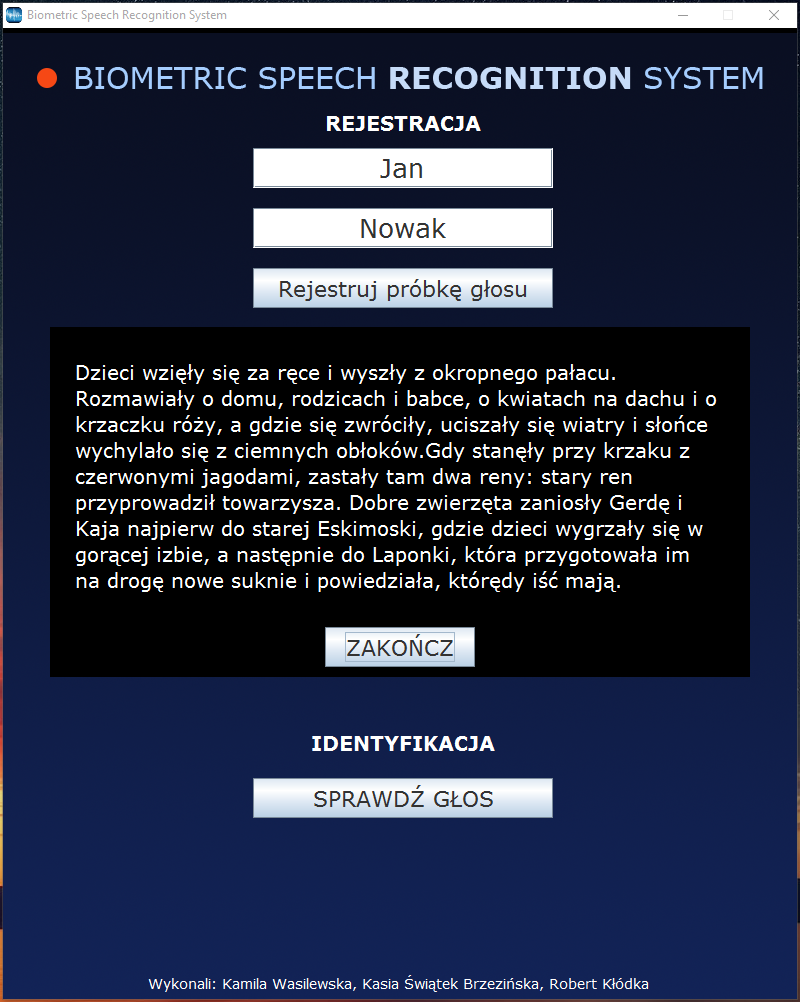 Biometric Speech Recognition System
BIOMETRIC SPEECH RECOGNITION SYSTEM
REJESTRACJA
Jan
Nowak
Rejestruj próbkę głosu
Dzieci wzięły się za ręce i wyszły z okropnego pałacu.
Rozmawiały o domu, rodzicach i babce, o kwiatach na dachu i o
krzaczku róży, a gdzie się zwróciły, uciszały się wiatry i słońce
wychylało się z ciemnych obłoków.Gdy stanęły przy krzaku z
czerwonymi jagodami, zastały tam dwa reny: stary ren
przyprowadził towarzysza. Dobre zwierzęta zaniosły Gerdę i
Kaja najpierw do starej Eskimoski, gdzie dzieci wygrzały się w
gorącej izbie, a następnie do Laponki, która przygotowała im
na drogę nowe suknie i powiedziała, którędy iść mają.
ZAKOŃCZ
IDENTYFIKACJA
SPRAWDŹ GŁOS
Wykonali: Kamila Wasilewska, Kasia Świątek Brzezińska, Robert Kłódka